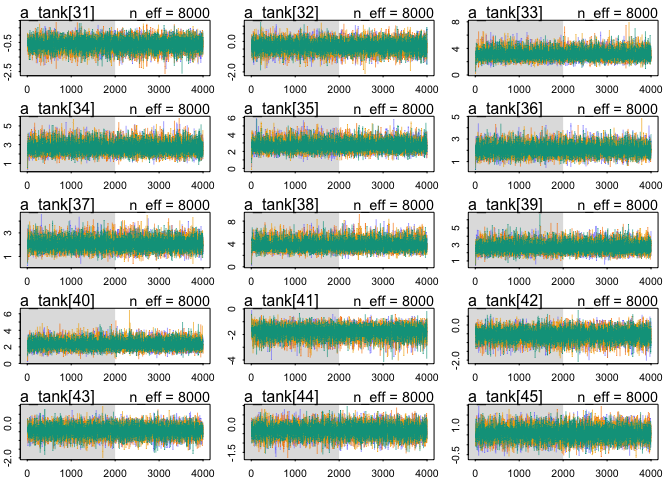 a_tank[31] n_eff = 8000 a_tank[32] n_eff = 8000 a_tank[33] n_eff = 8000
-0.5 0.0 8
-2.5 -2.0 4
0
0 1000 2000 3000 4000 0 1000 2000 3000 4000 0 1000 2000 3000 4000
a_tank[34] n_eff = 8000 a_tank[35] n_eff = 8000 a_tank[36] n_eff = 8000
5 6 5
3 4 3
1 2 1
0
0 1000 2000 3000 4000 0 1000 2000 3000 4000 0 1000 2000 3000 4000
a_tank[37] n_eff = 8000 a_tank[38] n_eff = 8000 a_tank[39] n_eff = 8000
3 8 5
1 4 3
0 1
0 1000 2000 3000 4000 0 1000 2000 3000 4000 0 1000 2000 3000 4000
a_tank[40] n_eff = 8000 a_tank[41] n_eff = 8000 a_tank[42] n_eff = 8000
6 0 0.0
4 -2 -2.0
2 -4
0
0 1000 2000 3000 4000 0 1000 2000 3000 4000 0 1000 2000 3000 4000
a_tank[43] n_eff = 8000 a_tank[44] n_eff = 8000 a_tank[45] n_eff = 8000
0.0 0.0 1.0
-2.0 -1.5 -0.5
0 1000 2000 3000 4000 0 1000 2000 3000 4000 0 1000 2000 3000 4000